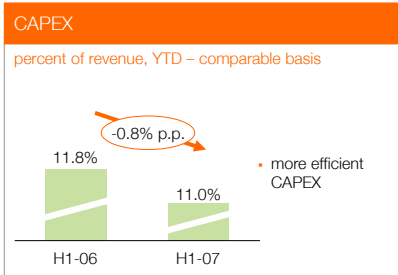 CAPEX
percent of revenue, YTD – comparable basis
-0.8% p.p.
11.8%
11.0%
▪ more efficient
CAPEX
H1-06
H1-07